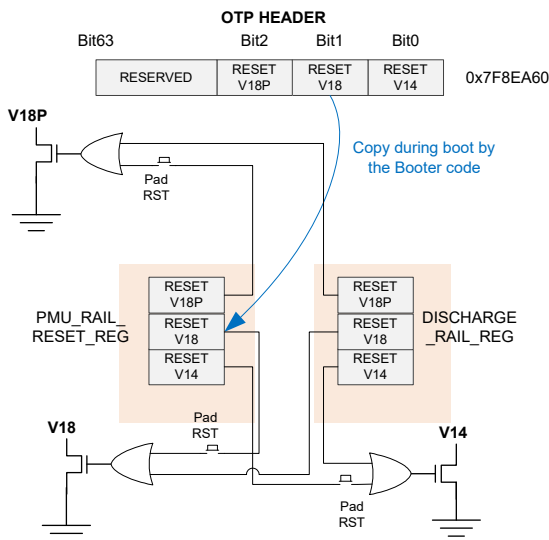 OTP HEADER
Bit63 Bit2 Bit1 Bit0
RESERVED
RESET
V18P
RESET
V18
RESET
V14
0x7F8EA60
V18P
Pad
RST
Copy during boot by
the Booter code
PMU_RAIL_
RESET_REG
RESET
V18P
RESET
V18
RESET
V14
RESET
V18P
RESET
V18
RESET
V14
DISCHARGE
_RAIL_REG
V18
Pad
RST
V14
Pad
RST